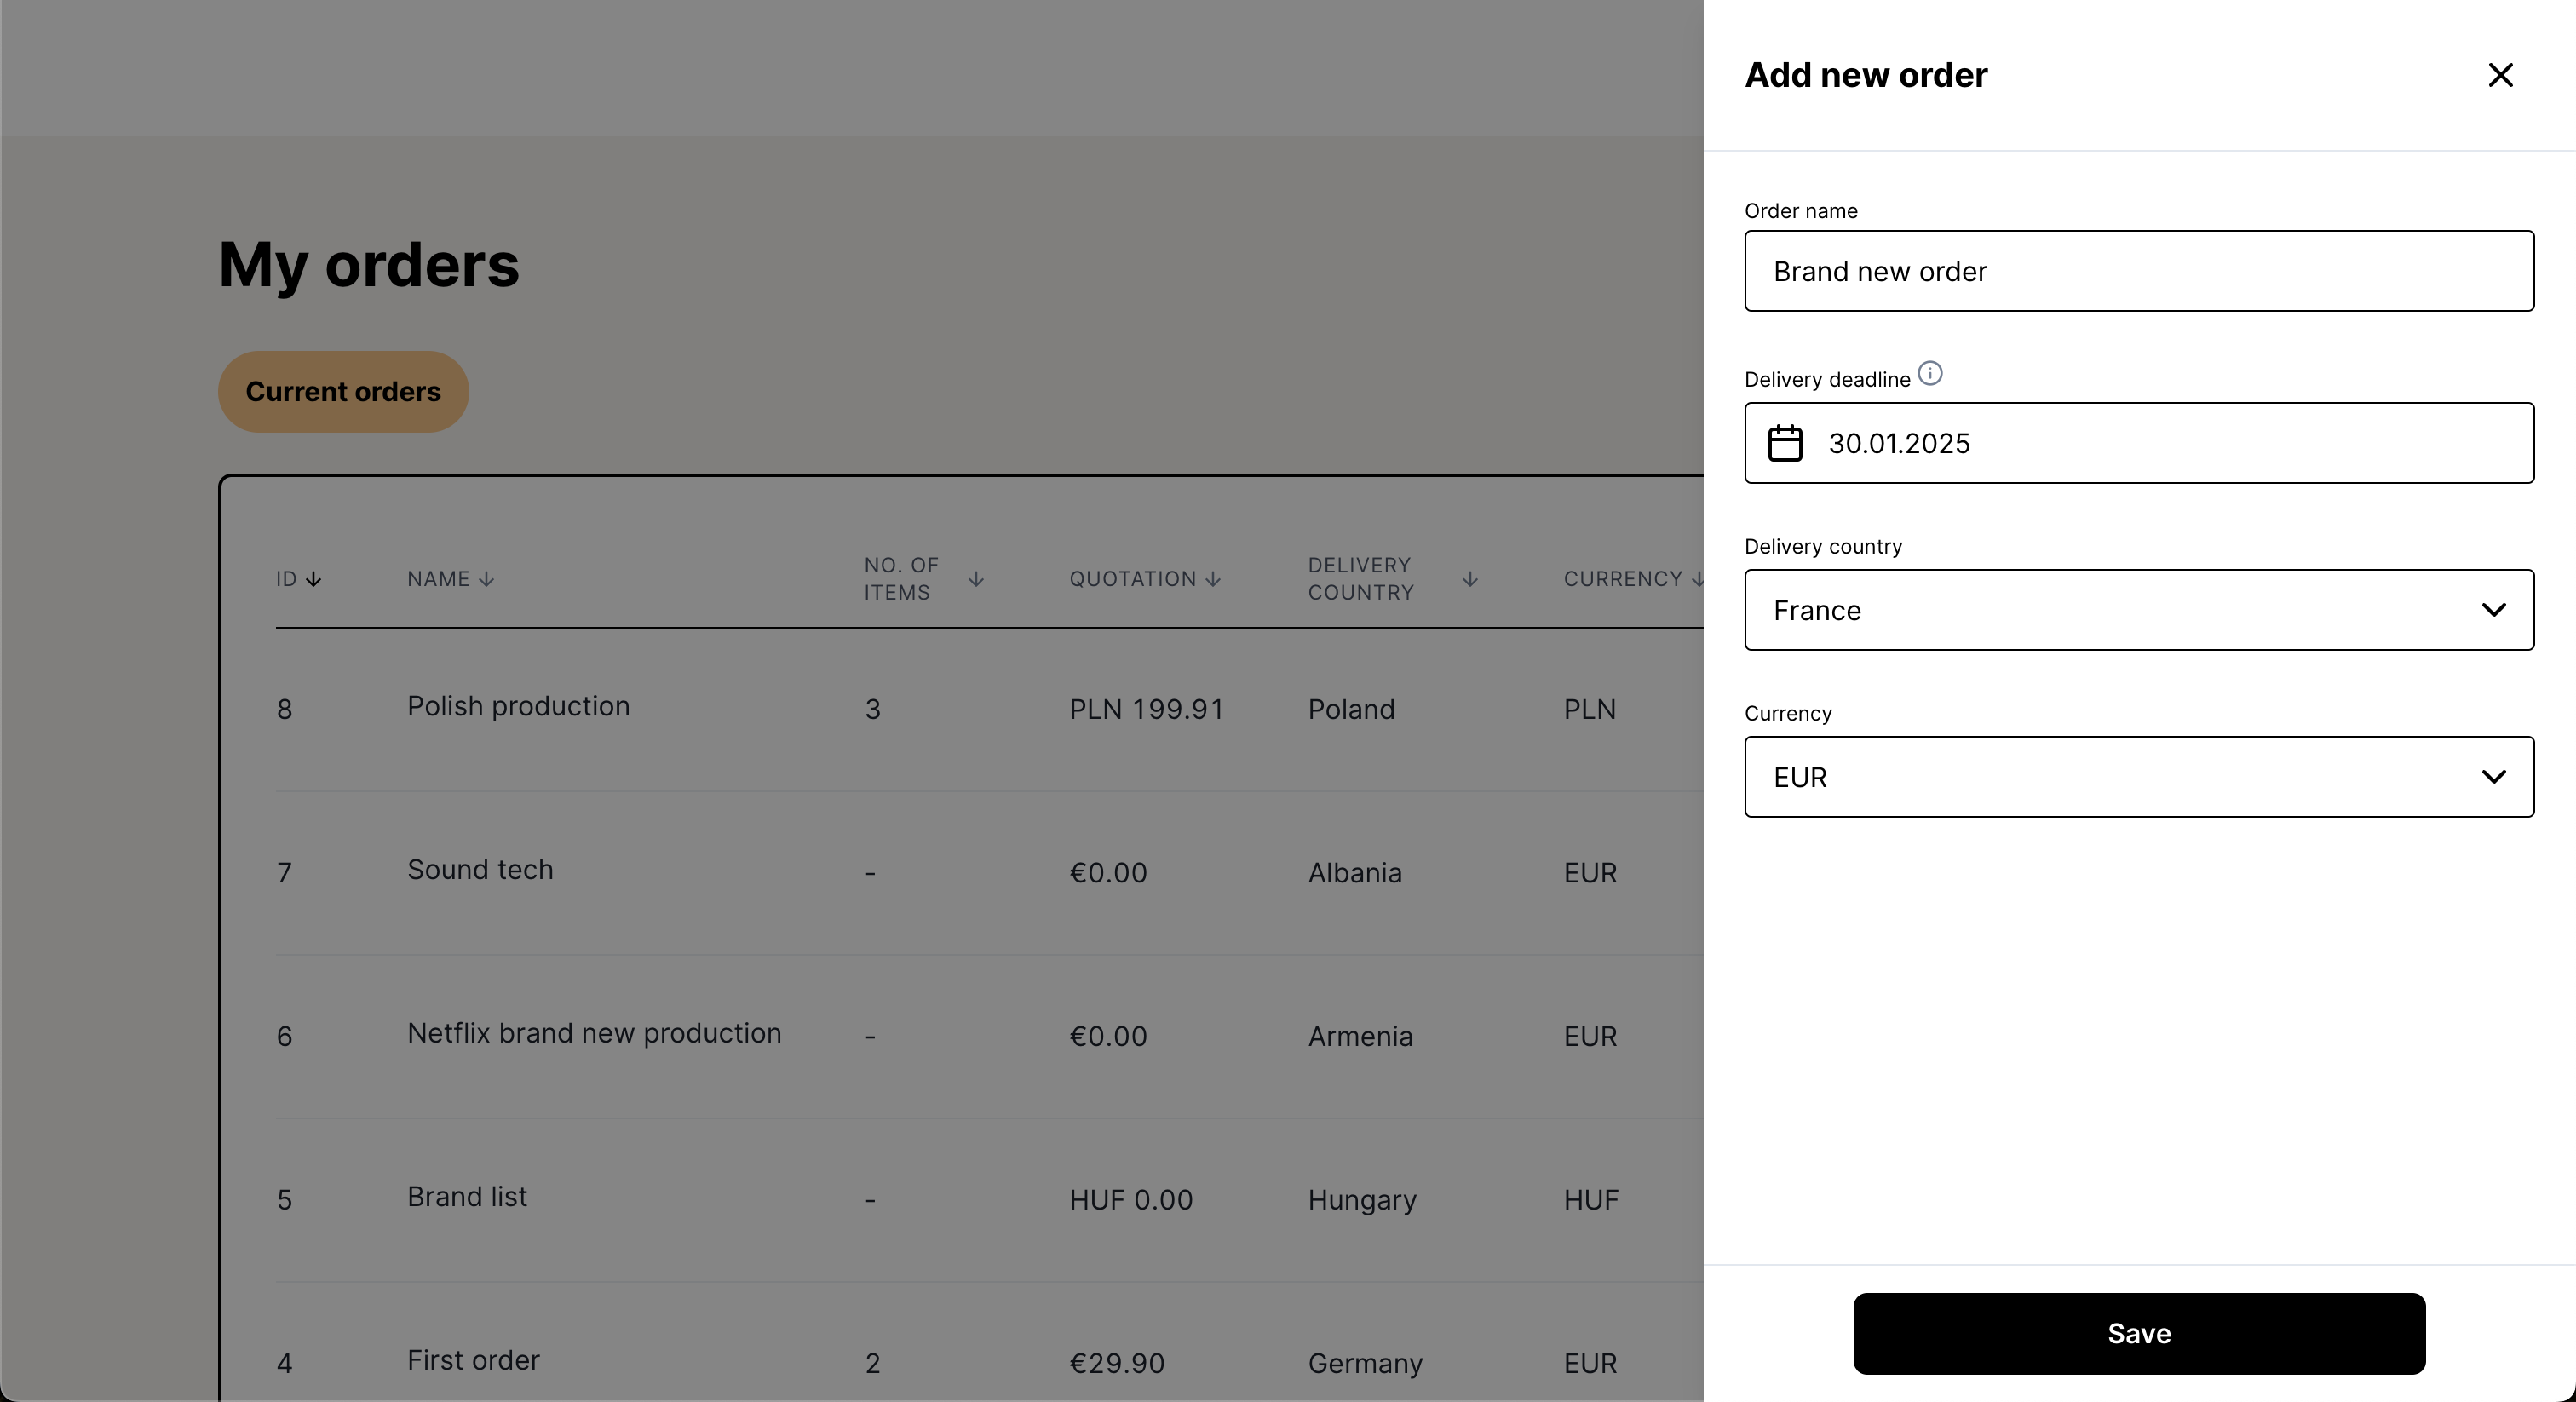 My orders
Current orders
ID NAME NO. OF ITEMS QUOTATION DELIVERY COUNTRY CURRENCY
8 Polish production 3 PLN 199.91 Poland PLN
7 Sound tech - €0.00 Albania EUR
6 Netflix brand new production - €0.00 Armenia EUR
5 Brand list - HUF 0.00 Hungary HUF
4 First order 2 €29.90 Germany EUR
Add new order
Order name
Brand new order
Delivery deadline
30.01.2025
Delivery country
France
Currency
EUR
Save